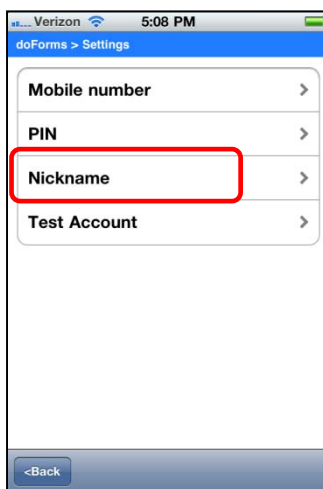 Verizon 5:08 PM
doForms > Settings
Mobile number >
PIN >
Nickname >
Test Account >
<Back